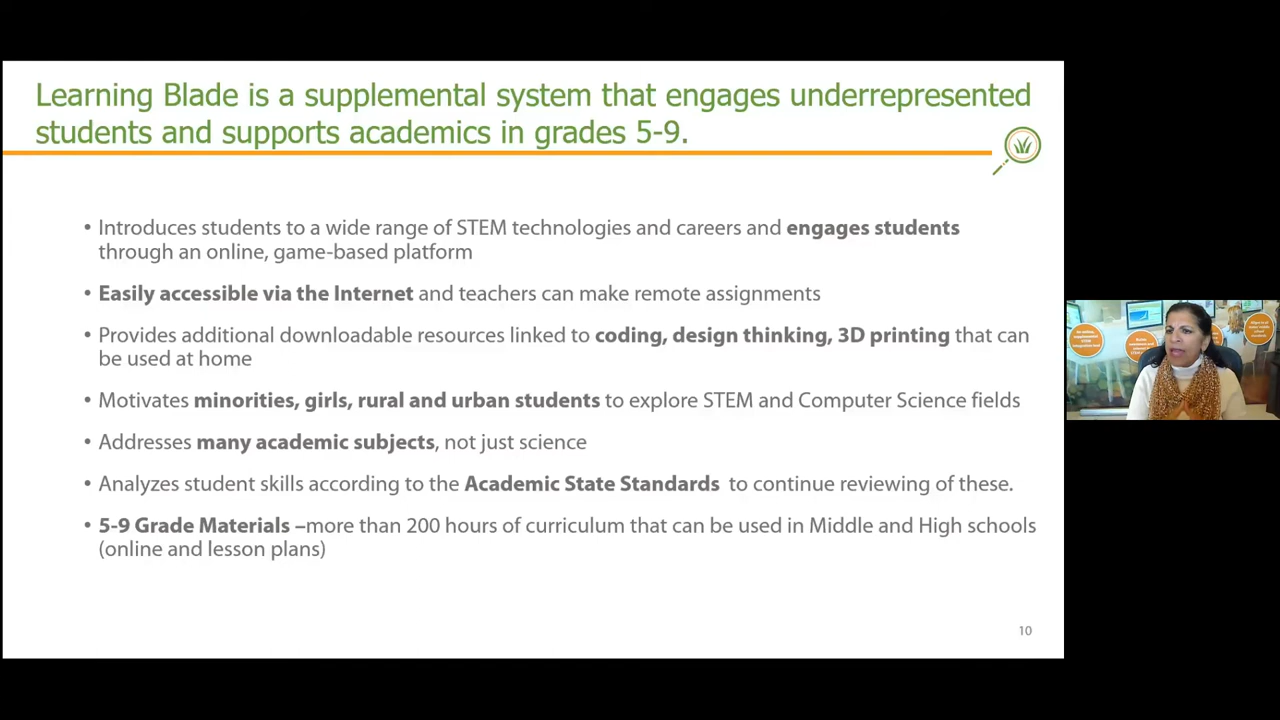 Learning Blade is a supplemental system that engages underrepresented
students and supports academics in grades 5-9.
• Introduces students to a wide range of STEM technologies and careers and engages students
through an online, game-based platform
• Easily accessible via the Internet and teachers can make remote assignments
• Provides additional downloadable resources linked to coding, design thinking, 3D printing that can
be used at home
• Motivates minorities, girls, rural and urban students to explore STEM and Computer Science fields
• Addresses many academic subjects, not just science
• Analyzes student skills according to the Academic State Standards to continue reviewing of these.
• 5-9 Grade Materials –more than 200 hours of curriculum that can be used in Middle and High schools
(online and lesson plans)
10